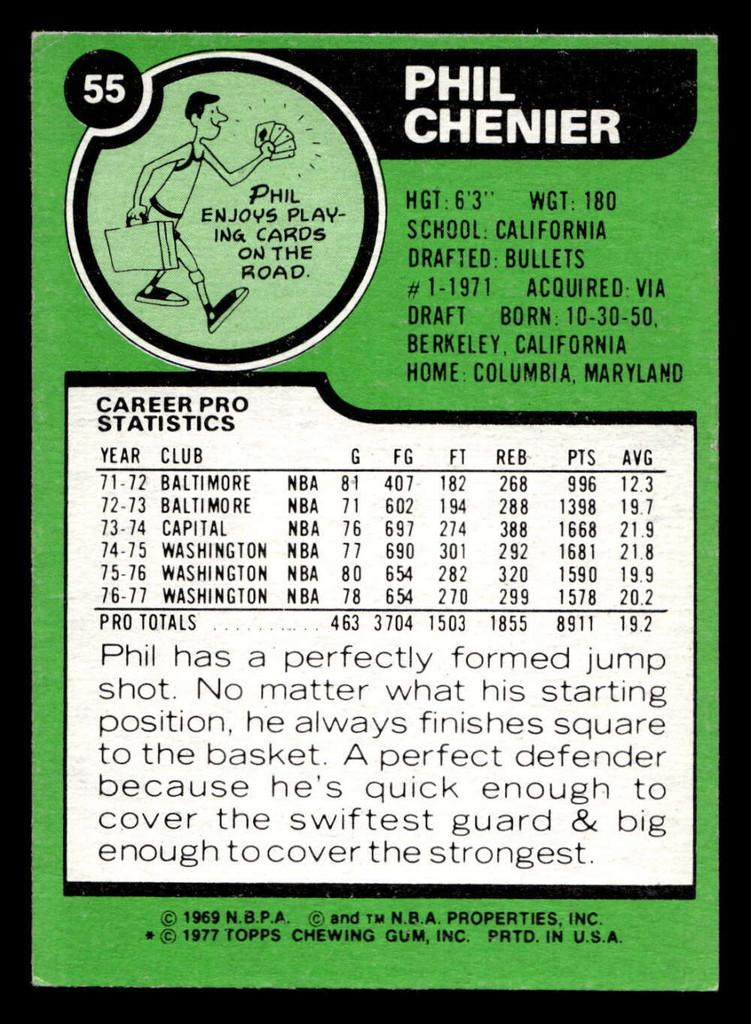 55
PHIL
CHENIER
PHIL
ENJOYS PLAY-
ING CARDS
ON THE
ROAD.
HGT: 6'3" WGT: 180
SCHOOL: CALIFORNIA
DRAFTED: BULLETS
#1-1971 ACQUIRED: VIA
DRAFT BORN: 10-30-50,
BERKELEY, CALIFORNIA
HOME: COLUMBIA, MARYLAND
CAREER PRO
STATISTICS
YEAR CLUB G FG FT REB PTS AVG
71-72 BALTIMORE NBA 81 407 182 268 996 12.3
72-73 BALTIMORE NBA 71 602 194 288 1398 19.7
73-74 CAPITAL NBA 76 697 274 388 1668 21.9
74-75 WASHINGTON NBA 77 690 301 292 1681 21.8
75-76 WASHINGTON NBA 80 654 282 320 1590 19.9
76-77 WASHINGTON NBA 78 654 270 299 1578 20.2
PRO TOTALS ............ 463 3704 1503 1855 8911 19.2
Phil has a perfectly formed jump
shot. No matter what his starting
position, he always finishes square
to the basket. A perfect defender
because he's quick enough to
cover the swiftest guard & big
enough to cover the strongest.
© 1969 N.B.P.A. © and TM N.B.A. PROPERTIES, INC.
* © 1977 TOPPS CHEWING GUM, INC. PRTD. IN U.S.A.